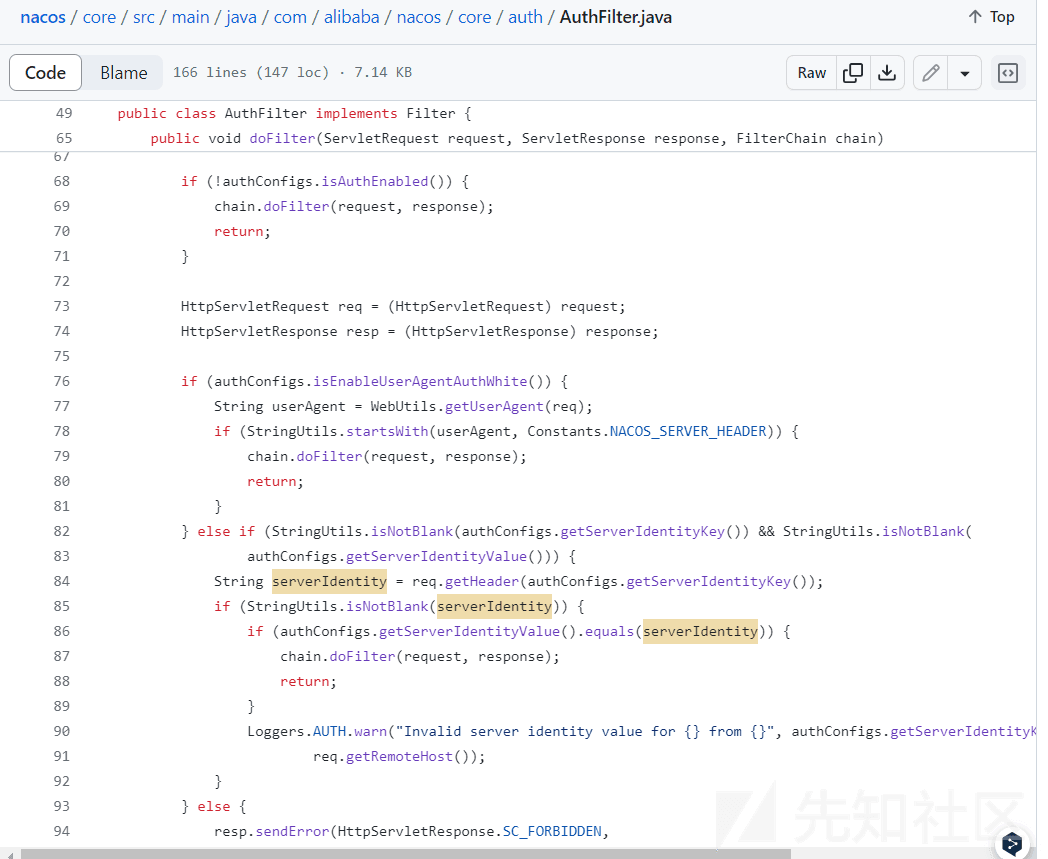 nacos / core / src / main / java / com / alibaba / nacos / core / auth / AuthFilter.java Top
Code Blame 166 lines (147 loc) · 7.14 KB Raw
49 public class AuthFilter implements Filter {
65 public void doFilter(ServletRequest request, ServletResponse response, FilterChain chain)
67
68 if (!authConfigs.isAuthEnabled()) {
69 chain.doFilter(request, response);
70 return;
71 }
72
73 HttpServletRequest req = (HttpServletRequest) request;
74 HttpServletResponse resp = (HttpServletResponse) response;
75
76 if (authConfigs.isEnableUserAgentAuthWhite()) {
77 String userAgent = WebUtils.getUserAgent(req);
78 if (StringUtils.startsWith(userAgent, Constants.NACOS_SERVER_HEADER)) {
79 chain.doFilter(request, response);
80 return;
81 }
82 } else if (StringUtils.isNotBlank(authConfigs.getServerIdentityKey()) && StringUtils.isNotBlank(
83 authConfigs.getServerIdentityValue())) {
84 String serverIdentity = req.getHeader(authConfigs.getServerIdentityKey());
85 if (StringUtils.isNotBlank(serverIdentity)) {
86 if (authConfigs.getServerIdentityValue().equals(serverIdentity)) {
87 chain.doFilter(request, response);
88 return;
89 }
90 Loggers.AUTH.warn("Invalid server identity value for {} from {}", authConfigs.getServerIdentityK
91 req.getRemoteHost());
92 }
93 } else {
94 resp.sendError(HttpServletResponse.SC_FORBIDDEN,
先知社区